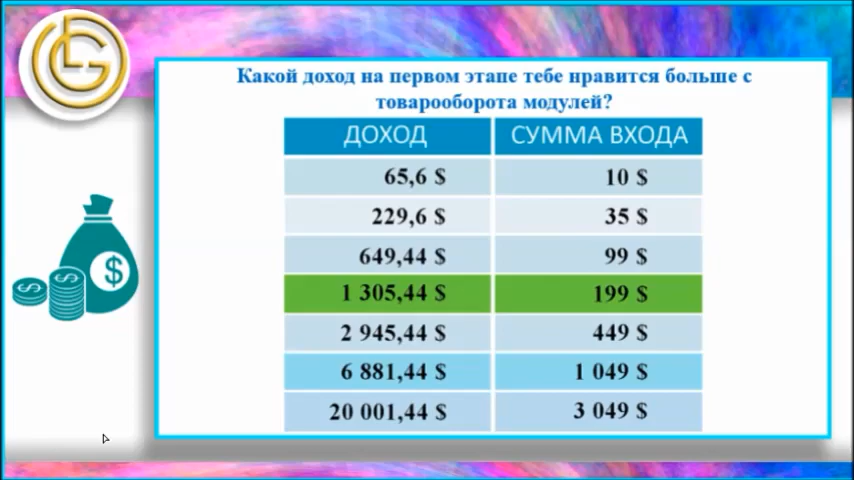 Какой доход на первом этапе тебе нравится больше с
товарооборота модулей?
ДОХОД СУММА ВХОДА
65,6 $ 10 $
229,6 $ 35 $
649,44 $ 99 $
1 305,44 $ 199 $
2 945,44 $ 449 $
6 881,44 $ 1 049 $
20 001,44 $ 3 049 $